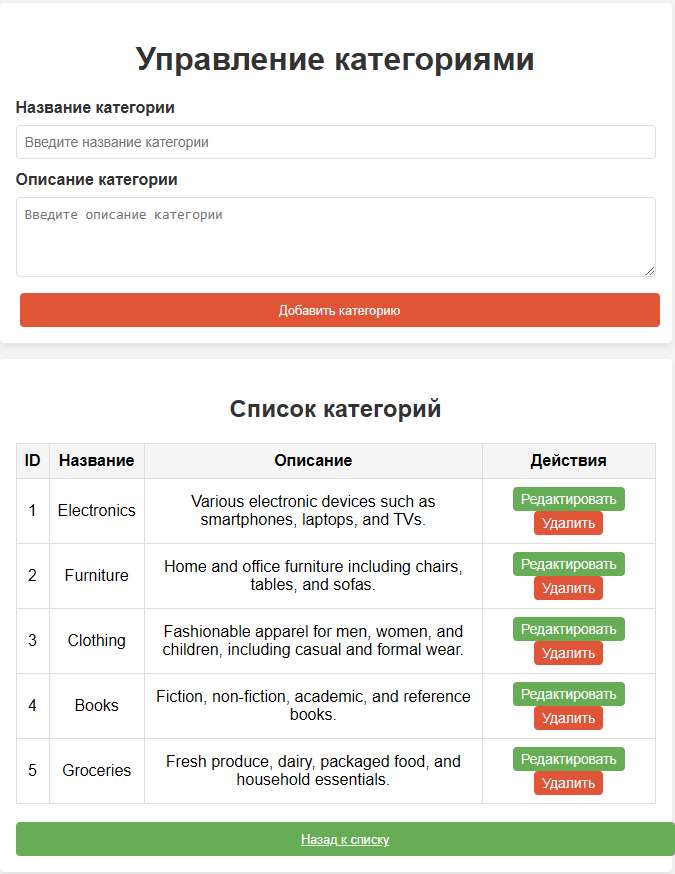 Управление категориями
Название категории
Введите название категории
Описание категории
Введите описание категории
Добавить категорию
Список категорий
ID Название Описание Действия
1 Electronics Various electronic devices such as smartphones, laptops, and TVs. Редактировать Удалить
2 Furniture Home and office furniture including chairs, tables, and sofas. Редактировать Удалить
3 Clothing Fashionable apparel for men, women, and children, including casual and formal wear. Редактировать Удалить
4 Books Fiction, non-fiction, academic, and reference books. Редактировать Удалить
5 Groceries Fresh produce, dairy, packaged food, and household essentials. Редактировать Удалить
Назад к списку